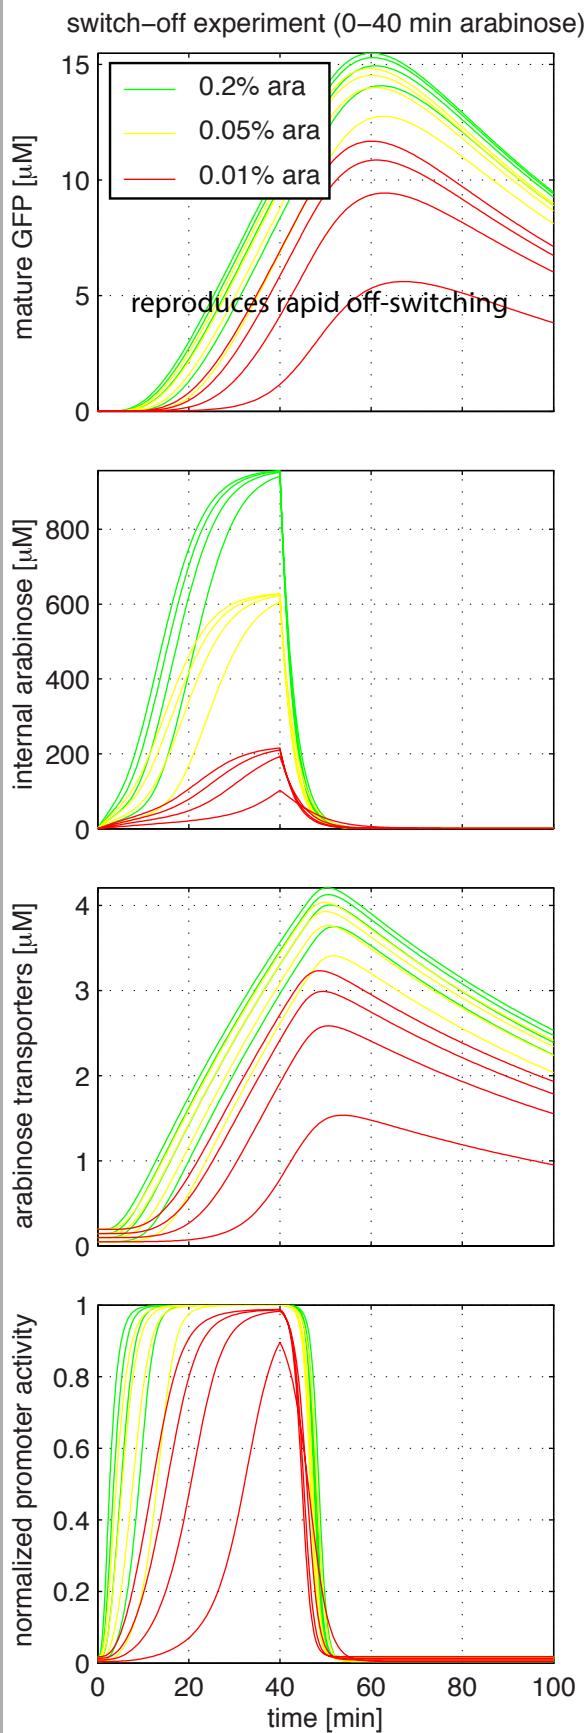 switch−off experiment (0−40 min arabinose)
mature GFP [μM]
15
10
5
0
0.2% ara
0.05% ara
0.01% ara
reproduces rapid off-switching
internal arabinose [μM]
800
600
400
200
0
arabinose transporters [μM]
4
3
2
1
0
normalized promoter activity
1
0.8
0.6
0.4
0.2
0
0 20 40 60 80 100
time [min]